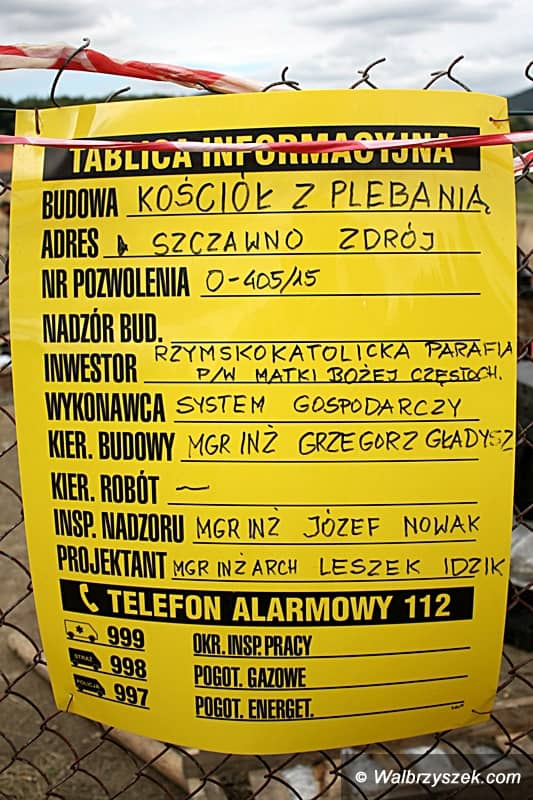 TABLICA INFORMACYJNA
BUDOWA KOŚCIÓŁ Z PLEBANIĄ
ADRES SZCZAWNO ZDRÓJ
NR POZWOLENIA O-405/15
NADZÓR BUD.
INWESTOR RZYMSKOKATOLICKA PARAFIA
P/W MATKI BOŻEJ CZĘSTOCH.
WYKONAWCA SYSTEM GOSPODARCZY
KIER. BUDOWY MGR INŻ GRZEGORZ GŁADYSZ
KIER. ROBÓT —
INSP. NADZORU MGR INŻ JÓZEF NOWAK
PROJEKTANT MGR INŻ ARCH LESZEK IDZIK
TELEFON ALARMOWY 112
999
STRAŻ 998
POLICJA 997
OKR. INSP. PRACY
POGOT. GAZOWE
POGOT. ENERGET.
© Walbrzyszek.com